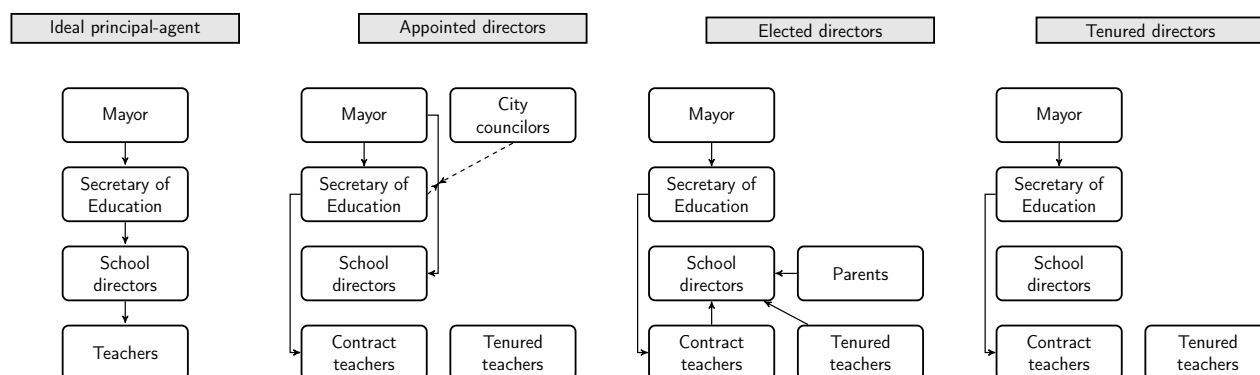 Ideal principal-agent
Appointed directors
Elected directors
Tenured directors
Mayor
Secretary of
Education
School
directors
Teachers
Mayor
City
councilors
Secretary of
Education
School
directors
Contract
teachers
Tenured
teachers
Mayor
Secretary of
Education
School
directors
Parents
Contract
teachers
Tenured
teachers
Mayor
Secretary of
Education
School
directors
Contract
teachers
Tenured
teachers